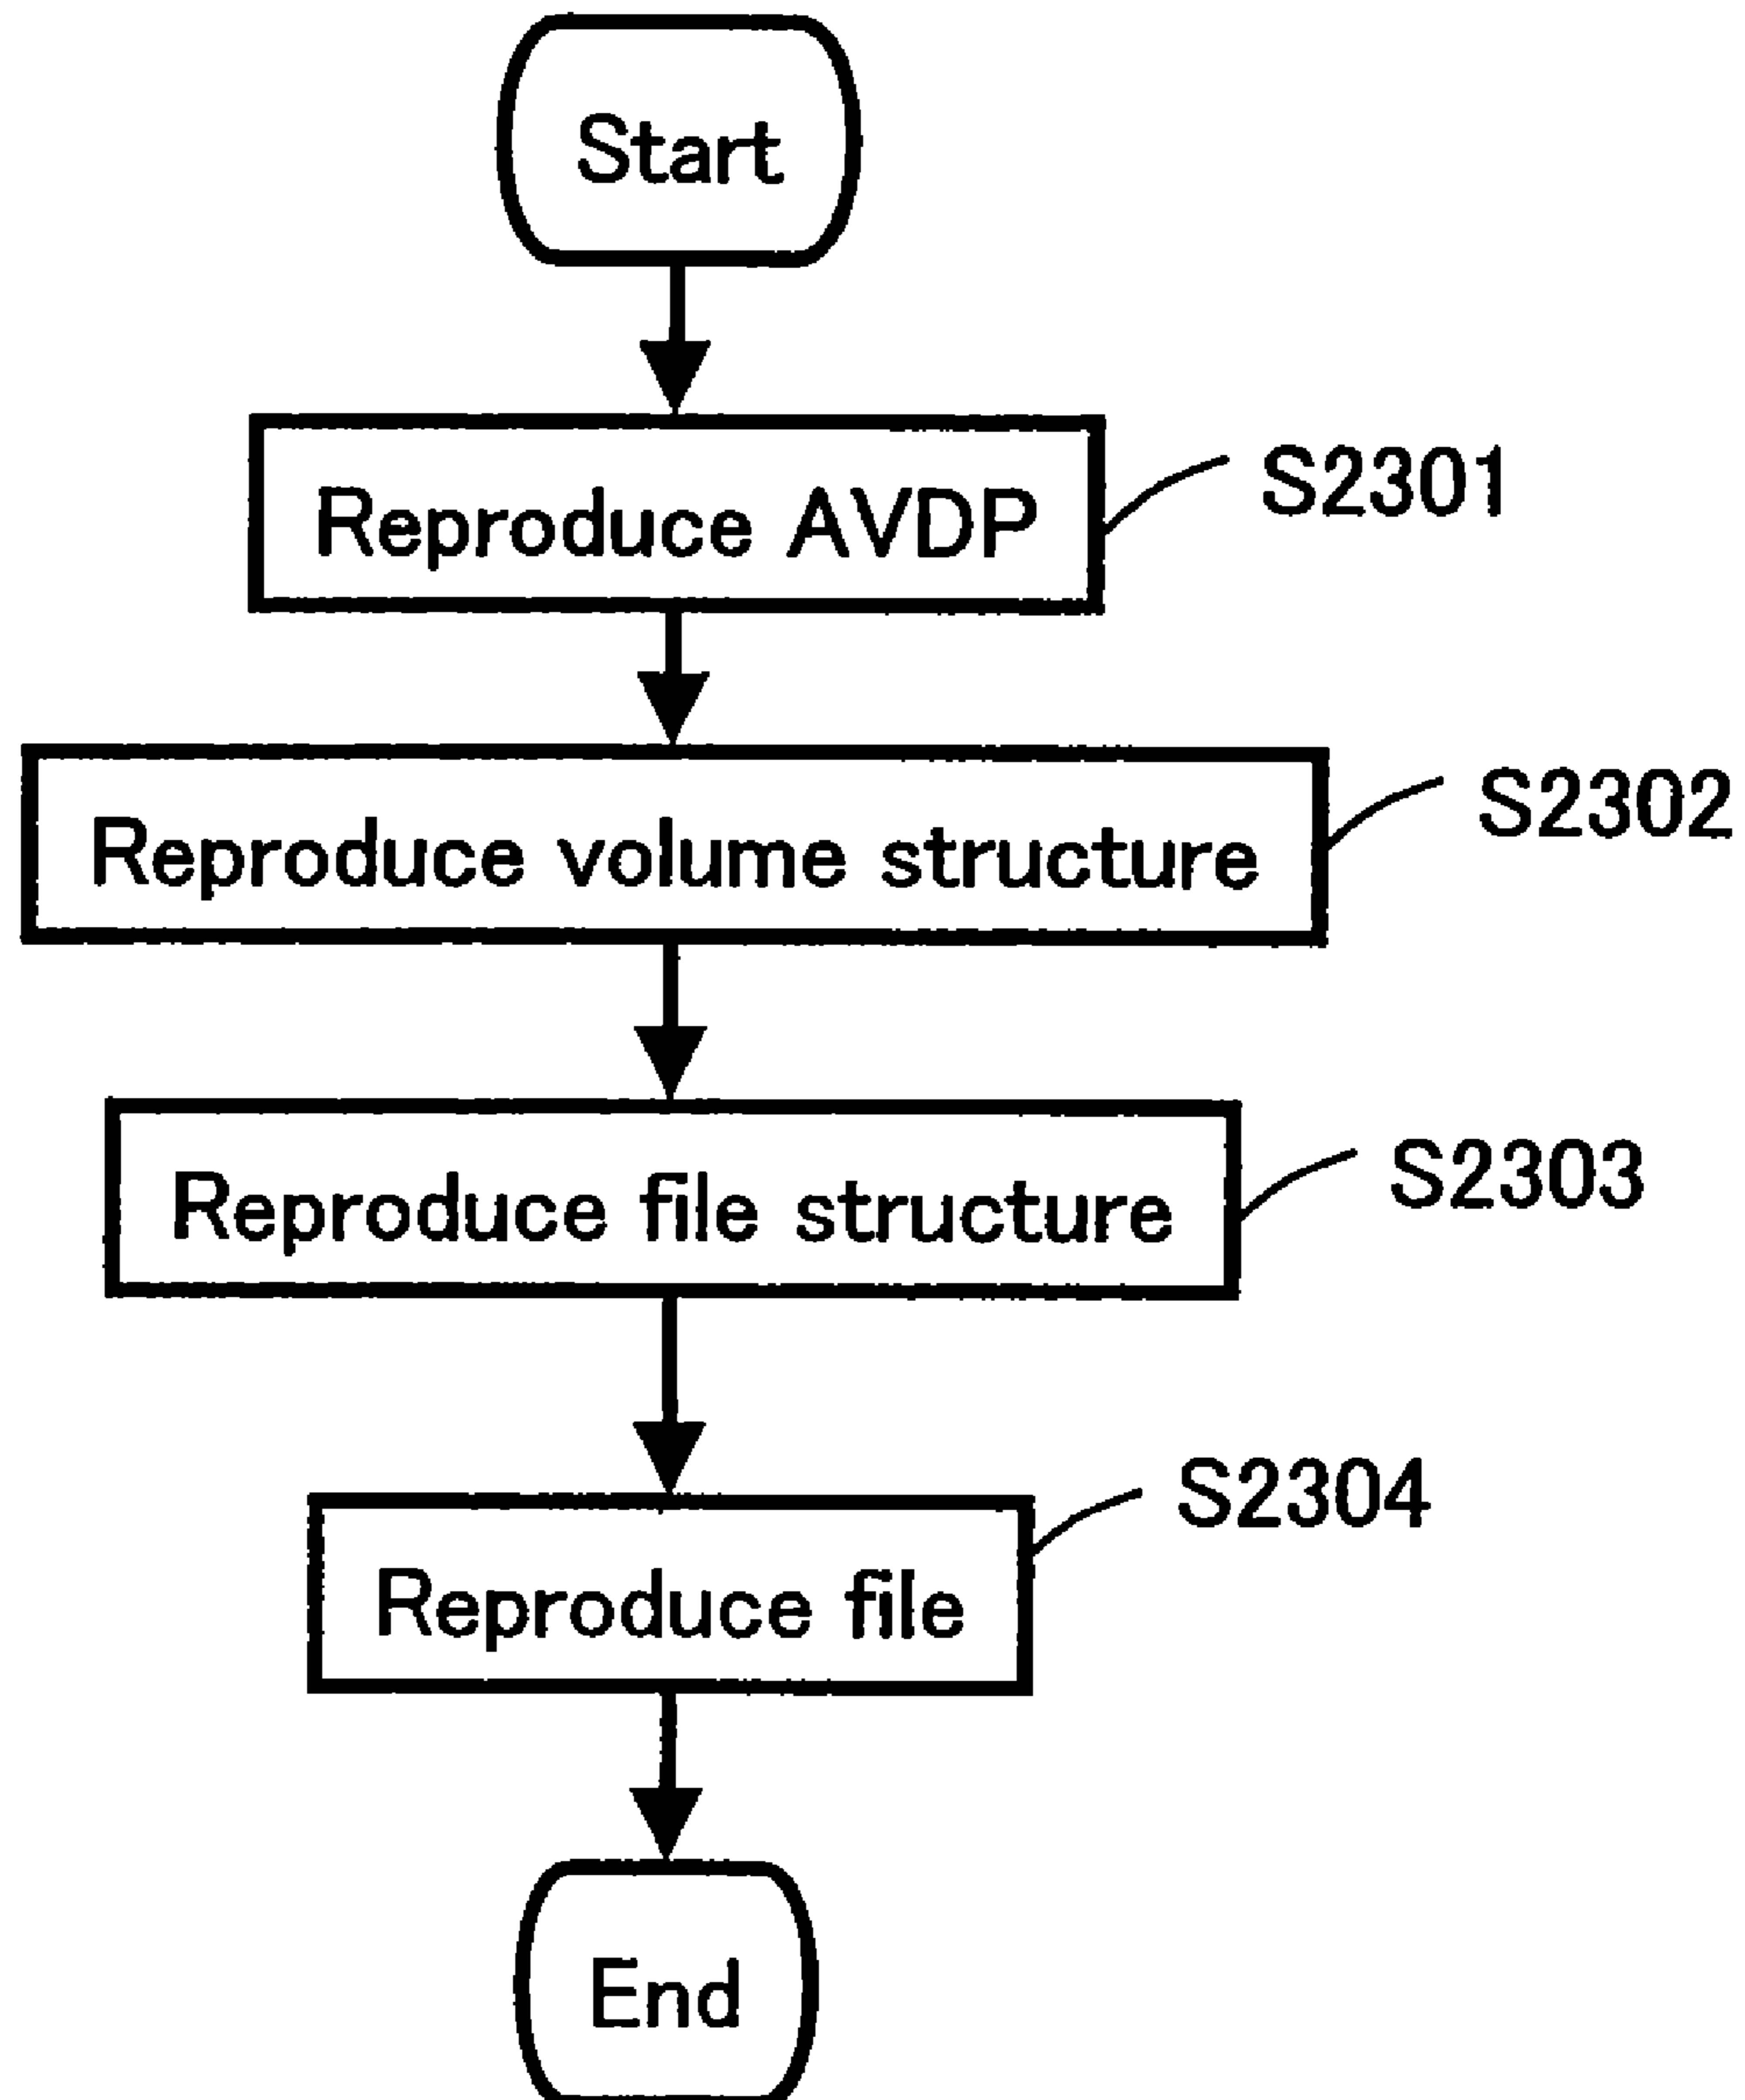 Start
Reproduce AVDP
S2301
Reproduce volume structure
S2302
Reproduce file structure
S2303
Reproduce file
S2304
End